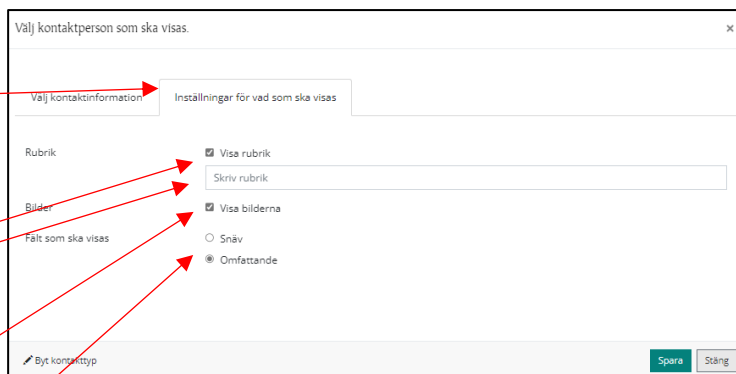 Välj kontaktperson som ska visas. ×
Välj kontaktinformation Inställningar för vad som ska visas
Rubrik Visa rubrik
Skriv rubrik
Bilder Visa bilderna
Fält som ska visas Snäv
Omfattande
Byt kontakttyp Spara Stäng